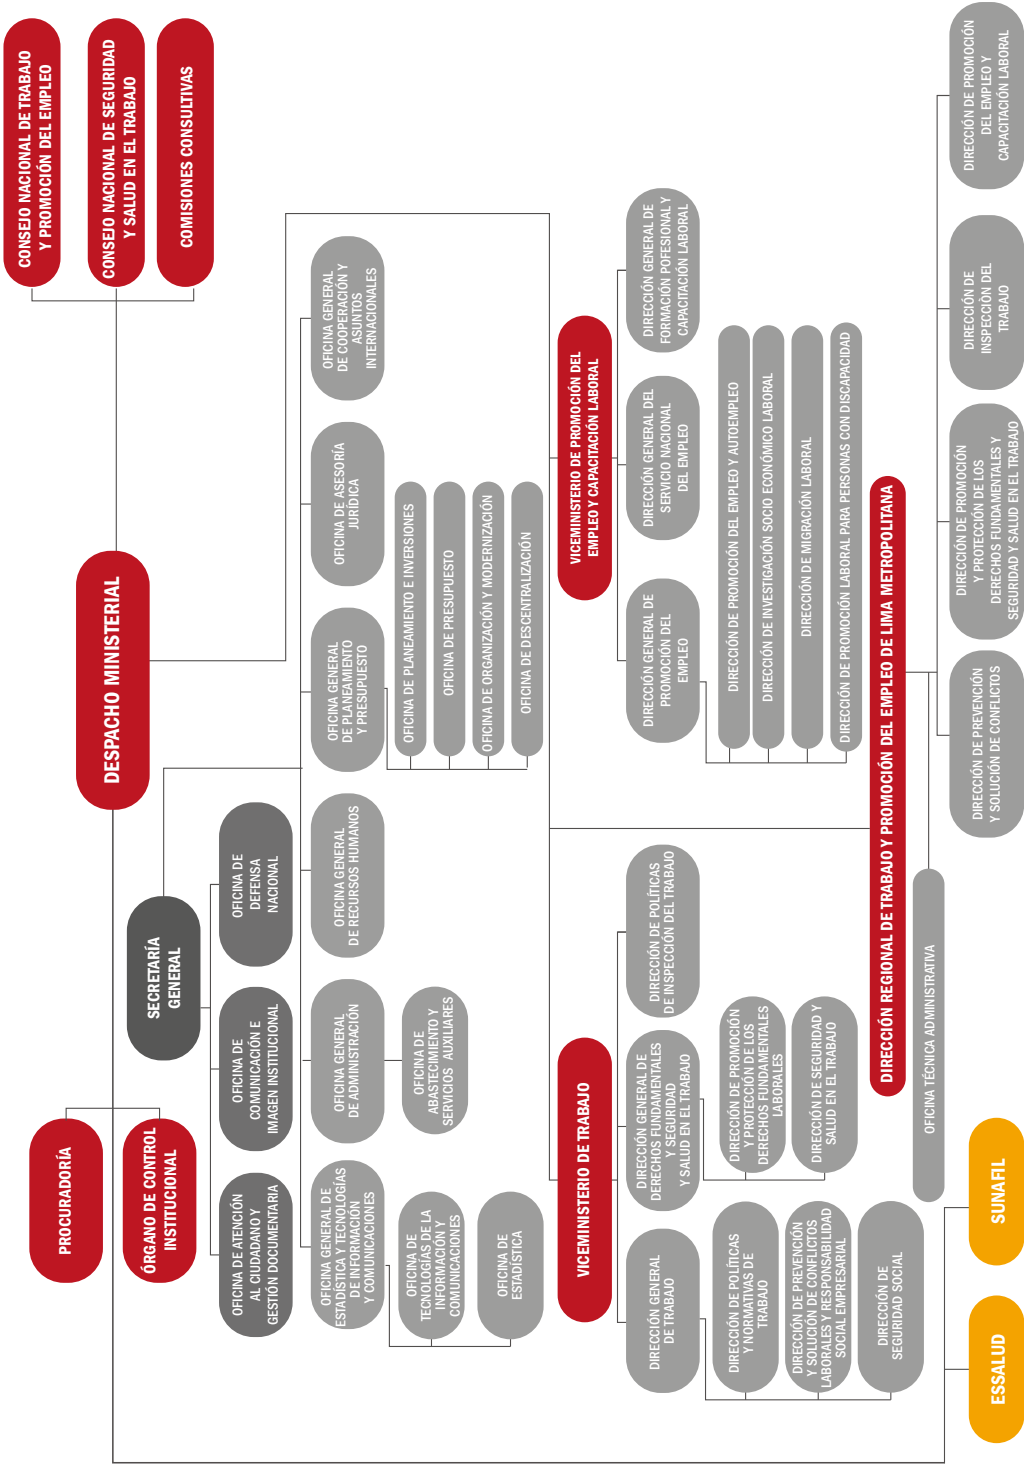 CONSEJO NACIONAL DE TRABAJO
Y PROMOCIÓN DEL EMPLEO
CONSEJO NACIONAL DE SEGURIDAD
Y SALUD EN EL TRABAJO
COMISIONES CONSULTIVAS
DESPACHO MINISTERIAL
PROCURADORÍA
ÓRGANO DE CONTROL
INSTITUCIONAL
SECRETARÍA
GENERAL
OFICINA DE ATENCIÓN
AL CIUDADANO Y
GESTIÓN DOCUMENTARIA
OFICINA DE
COMUNICACIÓN E
IMAGEN INSTITUCIONAL
OFICINA DE
DEFENSA
NACIONAL
OFICINA GENERAL DE
ESTADÍSTICA Y TECNOLOGÍAS
DE INFORMACIÓN
Y COMUNICACIONES
OFICINA GENERAL
DE ADMINISTRACIÓN
OFICINA GENERAL
DE RECURSOS HUMANOS
OFICINA GENERAL
DE PLANEAMIENTO
Y PRESUPUESTO
OFICINA DE ASESORÍA
JURÍDICA
OFICINA GENERAL
DE COOPERACIÓN Y
ASUNTOS
INTERNACIONALES
OFICINA DE
TECNOLOGÍAS DE LA
INFORMACIÓN Y
COMUNICACIONES
OFICINA DE
ESTADÍSTICA
OFICINA DE
ABASTECIMIENTO Y
SERVICIOS AUXILIARES
OFICINA DE PLANEAMIENTO E INVERSIONES
OFICINA DE PRESUPUESTO
OFICINA DE ORGANIZACIÓN Y MODERNIZACIÓN
OFICINA DE DESCENTRALIZACIÓN
VICEMINISTERIO DE TRABAJO
VICEMINISTERIO DE PROMOCIÓN DEL
EMPLEO Y CAPACITACIÓN LABORAL
DIRECCIÓN GENERAL
DE TRABAJO
DIRECCIÓN GENERAL DE
DERECHOS FUNDAMENTALES
Y SEGURIDAD
Y SALUD EN EL TRABAJO
DIRECCIÓN DE POLÍTICAS
DE INSPECCIÓN DEL TRABAJO
DIRECCIÓN GENERAL DE
PROMOCIÓN DEL
EMPLEO
DIRECCIÓN GENERAL DEL
SERVICIO NACIONAL
DEL EMPLEO
DIRECCIÓN GENERAL DE
FORMACIÓN POFESIONAL Y
CAPACITACIÓN LABORAL
DIRECCIÓN DE POLÍTICAS
Y NORMATIVAS DE
TRABAJO
DIRECCIÓN DE PREVENCIÓN
Y SOLUCIÓN DE CONFLICTOS
LABORALES Y RESPONSABILIDAD
SOCIAL EMPRESARIAL
DIRECCIÓN DE
SEGURIDAD SOCIAL
DIRECCIÓN DE PROMOCIÓN
Y PROTECCIÓN DE LOS
DERECHOS FUNDAMENTALES
LABORALES
DIRECCIÓN DE SEGURIDAD Y
SALUD EN EL TRABAJO
DIRECCIÓN DE PROMOCIÓN DEL EMPLEO Y AUTOEMPLEO
DIRECCIÓN DE INVESTIGACIÓN SOCIO ECONÓMICO LABORAL
DIRECCIÓN DE MIGRACIÓN LABORAL
DIRECCIÓN DE PROMOCIÓN LABORAL PARA PERSONAS CON DISCAPACIDAD
DIRECCIÓN REGIONAL DE TRABAJO Y PROMOCIÓN DEL EMPLEO DE LIMA METROPOLITANA
OFICINA TÉCNICA ADMINISTRATIVA
DIRECCIÓN DE PREVENCIÓN
Y SOLUCIÓN DE CONFLICTOS
DIRECCIÓN DE PROMOCIÓN
Y PROTECCIÓN DE LOS
DERECHOS FUNDAMENTALES Y
SEGURIDAD Y SALUD EN EL TRABAJO
DIRECCIÓN DE
INSPECCIÓN DEL
TRABAJO
DIRECCIÓN DE PROMOCIÓN
DEL EMPLEO Y
CAPACITACIÓN LABORAL
ESSALUD
SUNAFIL